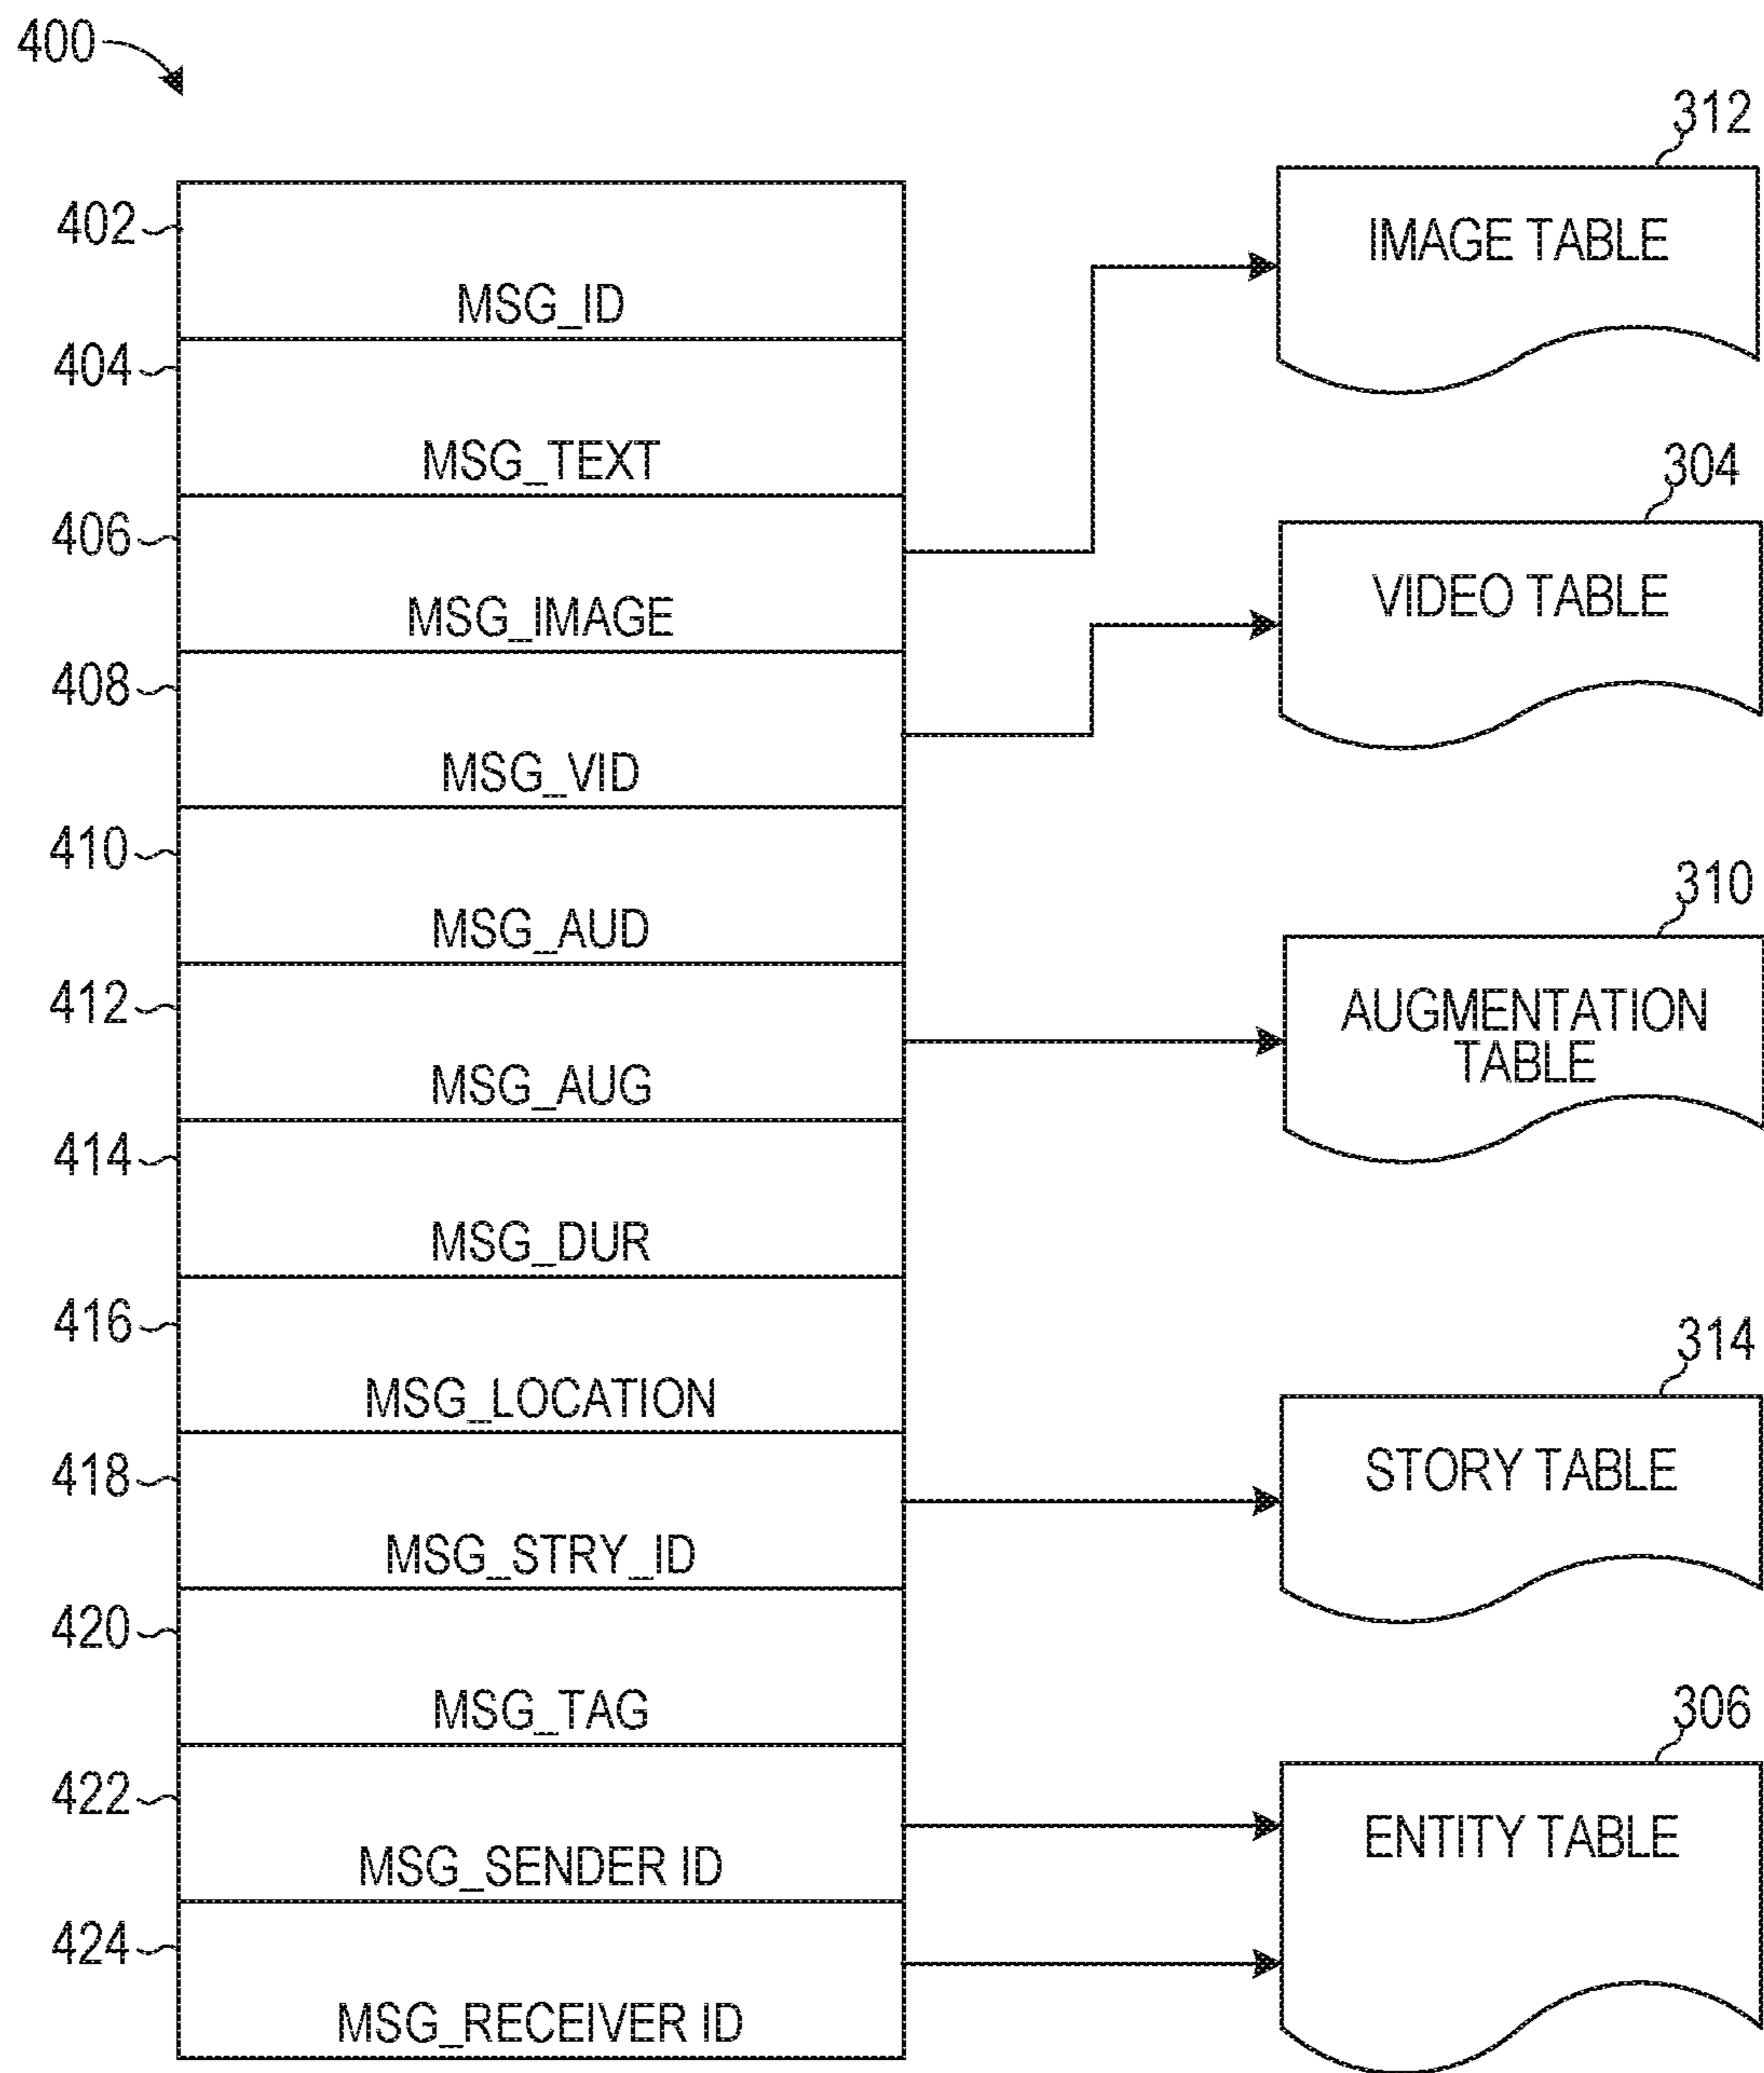 400
312
402
IMAGE TABLE
MSG_ID
404
MSG_TEXT
304
406
VIDEO TABLE
MSG_IMAGE
408
MSG_VID
410
310
MSG_AUD
412
AUGMENTATION
TABLE
MSG_AUG
414
MSG_DUR
416
314
MSG_LOCATION
418
STORY TABLE
MSG_STRY_ID
420
306
MSG_TAG
422
ENTITY TABLE
MSG_SENDER ID
424
MSG_RECEIVER ID